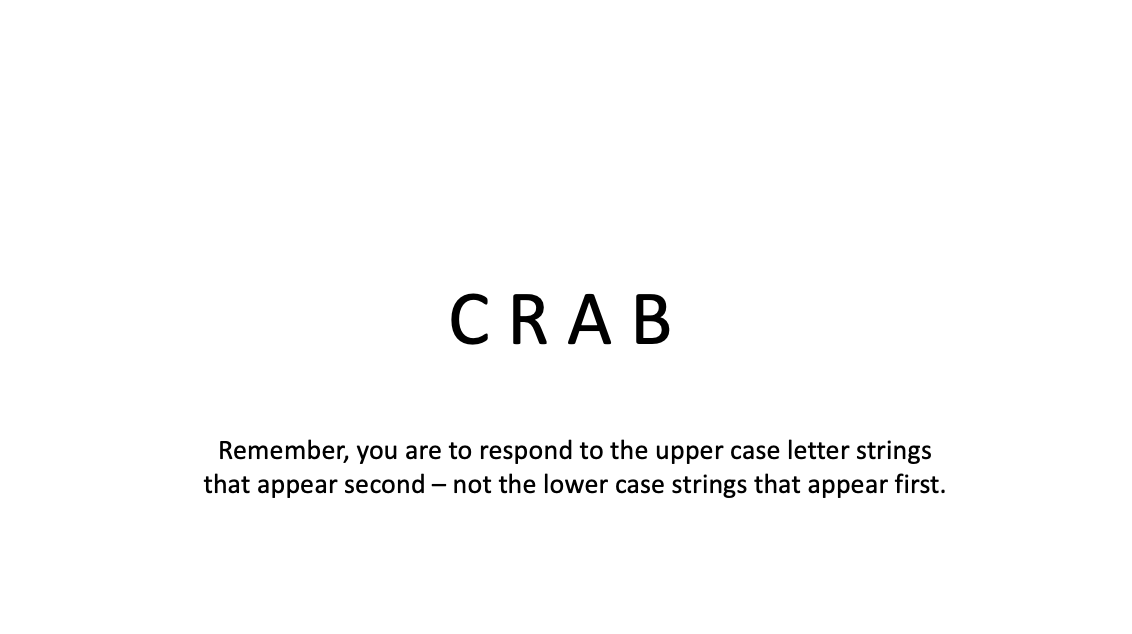 C R A B
Remember, you are to respond to the upper case letter strings
that appear second – not the lower case strings that appear first.